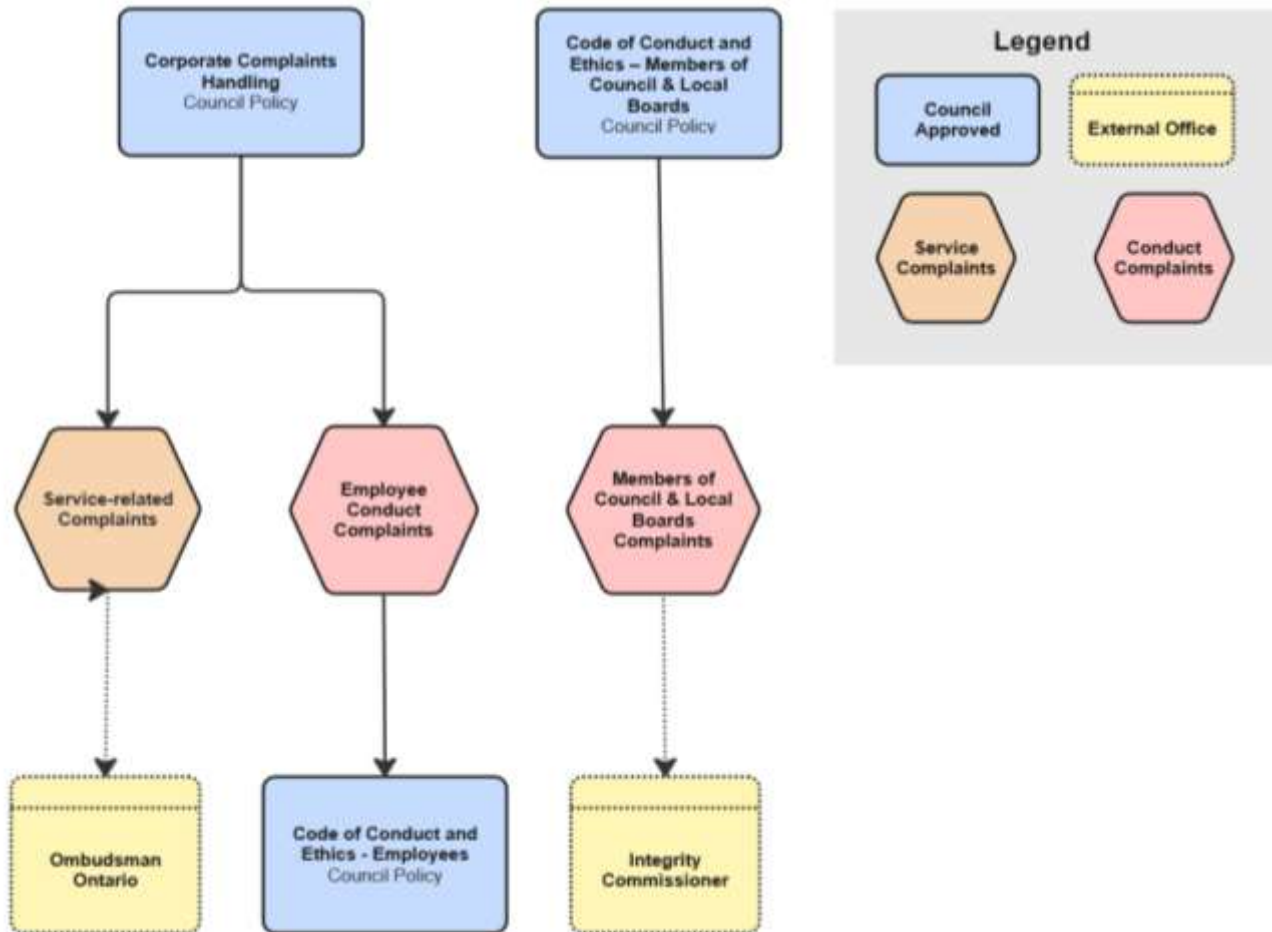 Corporate Complaints
Handling
Council Policy
Code of Conduct and
Ethics – Members of
Council & Local
Boards
Council Policy
Legend
Council
Approved
External Office
Service
Complaints
Conduct
Complaints
Service-related
Complaints
Employee
Conduct
Complaints
Members of
Council & Local
Boards
Complaints
Ombudsman
Ontario
Code of Conduct and
Ethics - Employees
Council Policy
Integrity
Commissioner